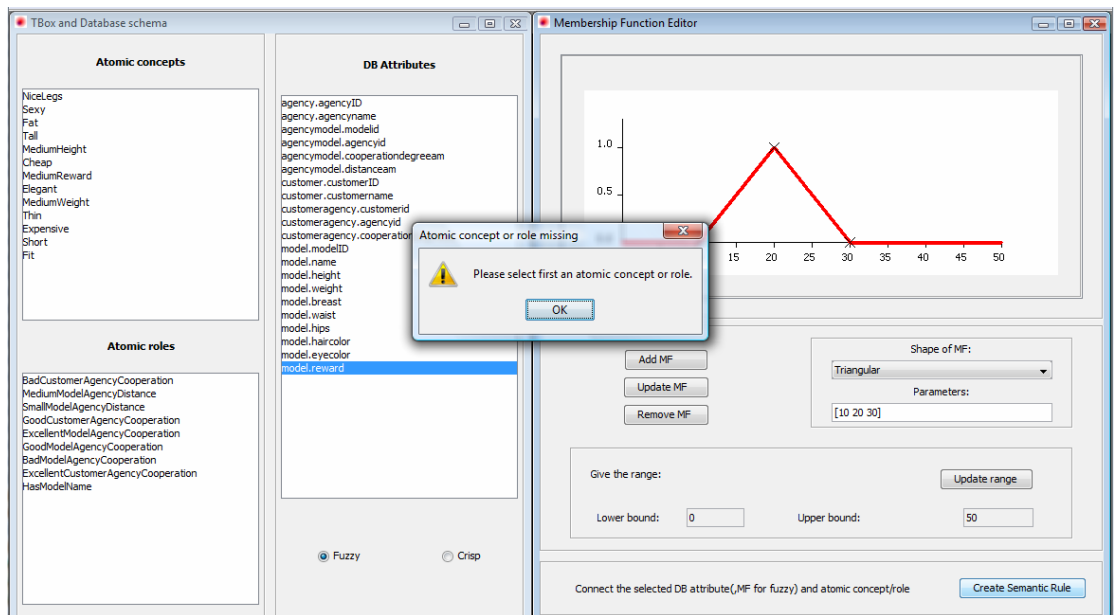 TBox and Database schema
Atomic concepts
NiceLegs
Sexy
Fat
Tall
MediumHeight
Cheap
MediumReward
Elegant
MediumWeight
Thin
Expensive
Short
Fit
Atomic roles
BadCustomerAgencyCooperation
MediumModelAgencyDistance
SmallModelAgencyDistance
GoodCustomerAgencyCooperation
ExcellentModelAgencyCooperation
GoodModelAgencyCooperation
BadModelAgencyCooperation
ExcellentCustomerAgencyCooperation
HasModelName
DB Attributes
agency.agencyID
agency.agencyname
agencymodel.modelid
agencymodel.agencyid
agencymodel.cooperationdegreeam
agencymodel.distanceam
customer.customerID
customer.customername
customeragency.customerid
customeragency.agencyid
customeragency.cooperation
model.modelID
model.name
model.height
model.weight
model.breast
model.waist
model.hips
model.haircolor
model.eyecolor
model.reward
Fuzzy
Crisp
Atomic concept or role missing
Please select first an atomic concept or role.
OK
Membership Function Editor
1.0
0.5
15 20 25 30 35 40 45 50
Add MF
Update MF
Remove MF
Shape of MF:
Triangular
Parameters:
[10 20 30]
Give the range:
Update range
Lower bound: 0 Upper bound: 50
Connect the selected DB attribute(,MF for fuzzy) and atomic concept/role
Create Semantic Rule